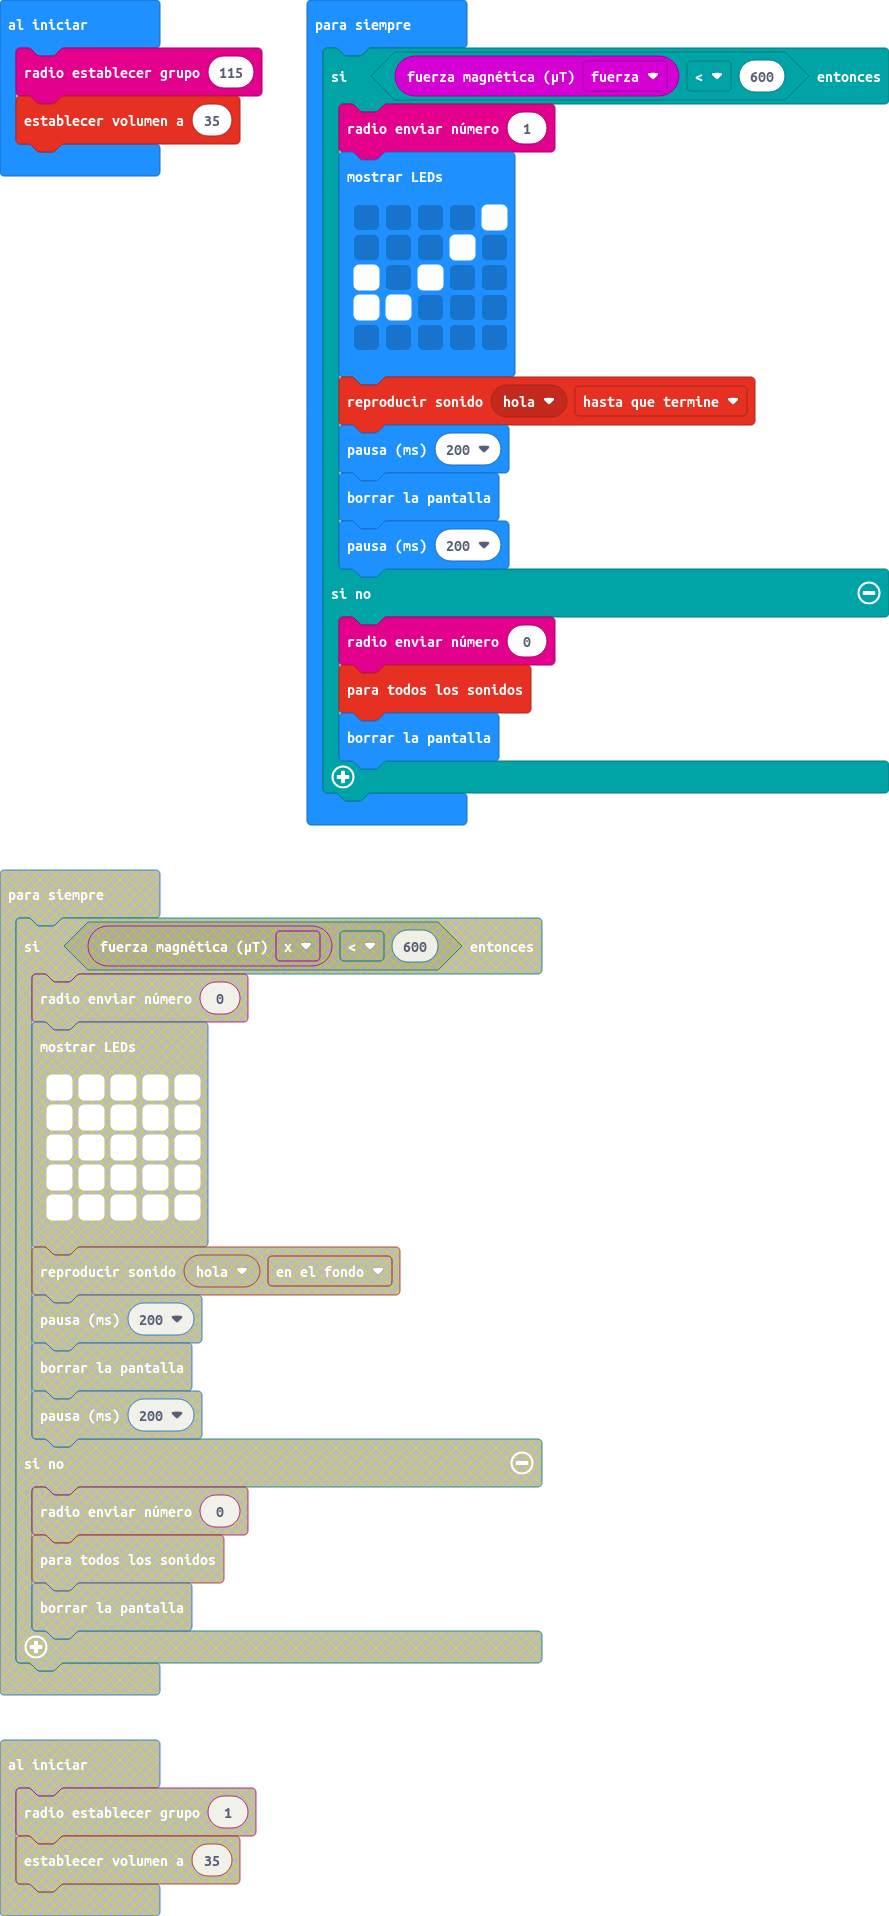 al iniciar
radio establecer grupo 115
establecer volumen a 35
para siempre
si fuerza magnética (µT) fuerza < 600 entonces
radio enviar número 1
mostrar LEDs
reproducir sonido hola hasta que termine
pausa (ms) 200
borrar la pantalla
pausa (ms) 200
si no
radio enviar número 0
para todos los sonidos
borrar la pantalla
para siempre
si fuerza magnética (µT) x < 600 entonces
radio enviar número 0
mostrar LEDs
reproducir sonido hola en el fondo
pausa (ms) 200
borrar la pantalla
pausa (ms) 200
si no
radio enviar número 0
para todos los sonidos
borrar la pantalla
al iniciar
radio establecer grupo 1
establecer volumen a 35